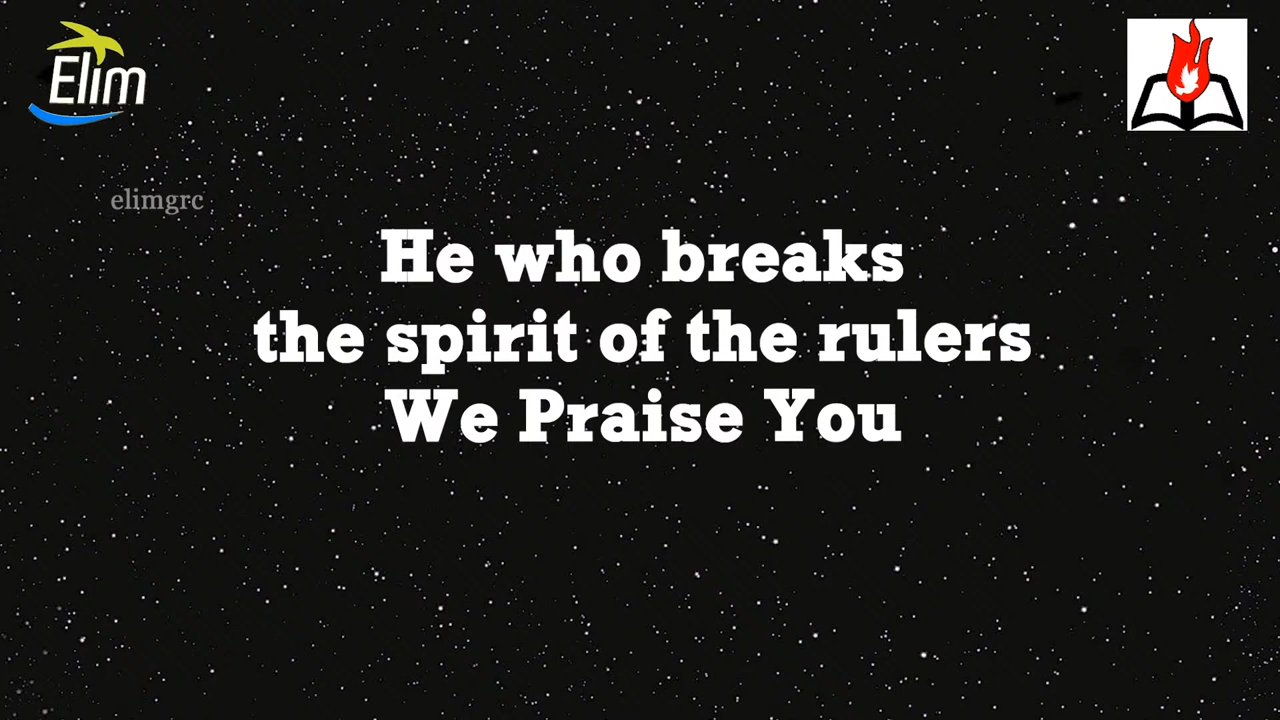 Elim
elimgrc
He who breaks
the spirit of the rulers
We Praise You